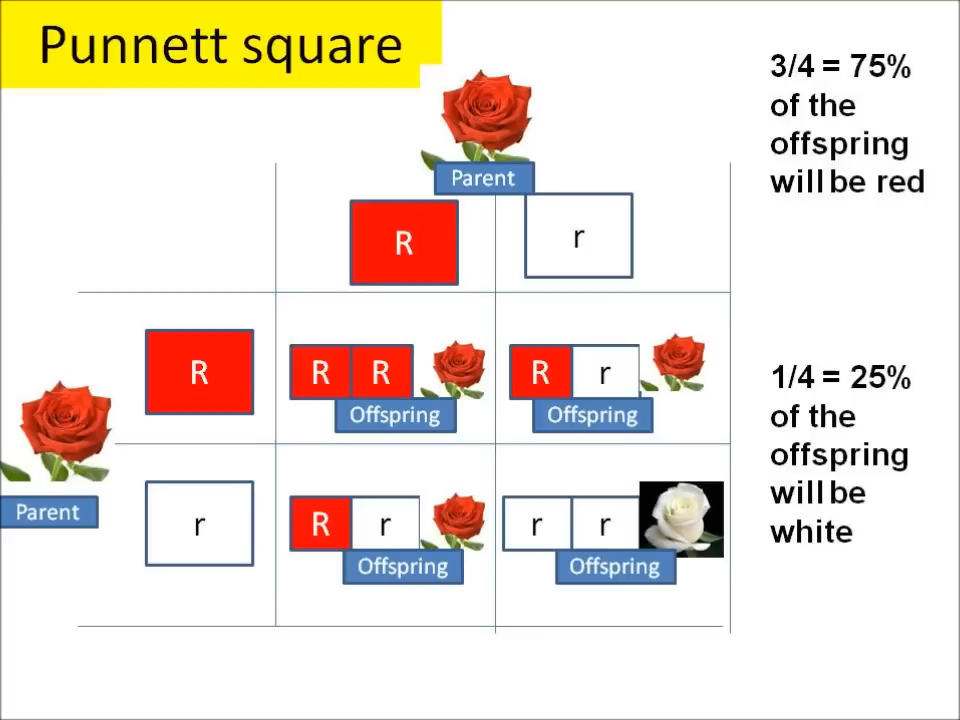 Punnett square
3/4 = 75%
of the
offspring
will be red
Parent
R
r
R
R R
R r
Offspring
Offspring
1/4 = 25%
of the
offspring
will be
white
Parent
r
R r
r r
Offspring
Offspring